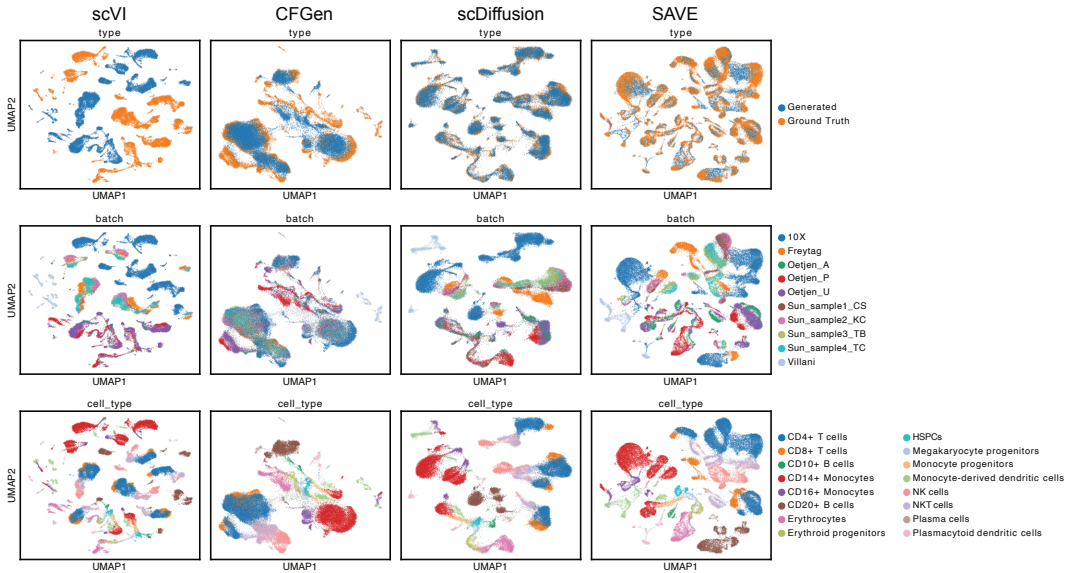 scVI CFGen scDiffusion SAVE
type type type type
UMAP2
UMAP1 UMAP1 UMAP1 UMAP1
Generated
Ground Truth
batch batch batch batch
UMAP2
UMAP1 UMAP1 UMAP1 UMAP1
10X
Freytag
Oetjen_A
Oetjen_P
Oetjen_U
Sun_sample1_CS
Sun_sample2_KC
Sun_sample3_TB
Sun_sample4_TC
Villani
cell_type cell_type cell_type cell_type
UMAP2
UMAP1 UMAP1 UMAP1 UMAP1
CD4+ T cells
CD8+ T cells
CD10+ B cells
CD14+ Monocytes
CD16+ Monocytes
CD20+ B cells
Erythrocytes
Erythroid progenitors
HSPCs
Megakaryocyte progenitors
Monocyte progenitors
Monocyte-derived dendritic cells
NK cells
NKT cells
Plasma cells
Plasmacytoid dendritic cells